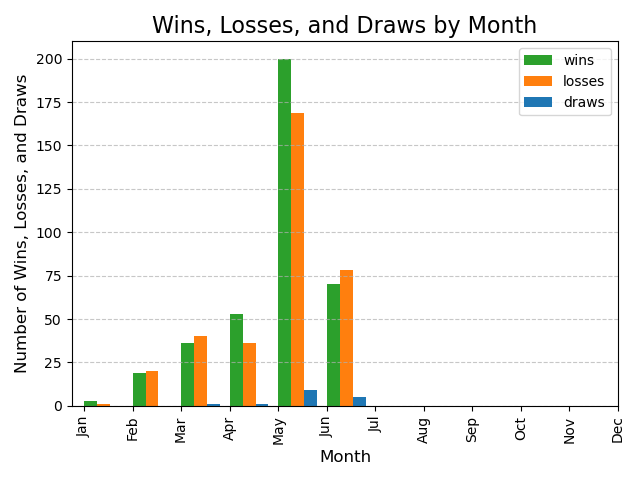 Wins, Losses, and Draws by Month
wins
losses
draws
Number of Wins, Losses, and Draws
200
175
150
125
100
75
50
25
0
Jan
Feb
Mar
Apr
May
Jun
Jul
Aug
Sep
Oct
Nov
Dec
Month